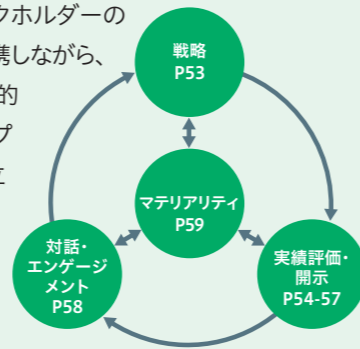 クホルダーの
携しながら、
的
プ
戦略
P53
マテリアリティ
P59
対話・
エンゲージ
メント
P58
実績評価・
開示
P54-57